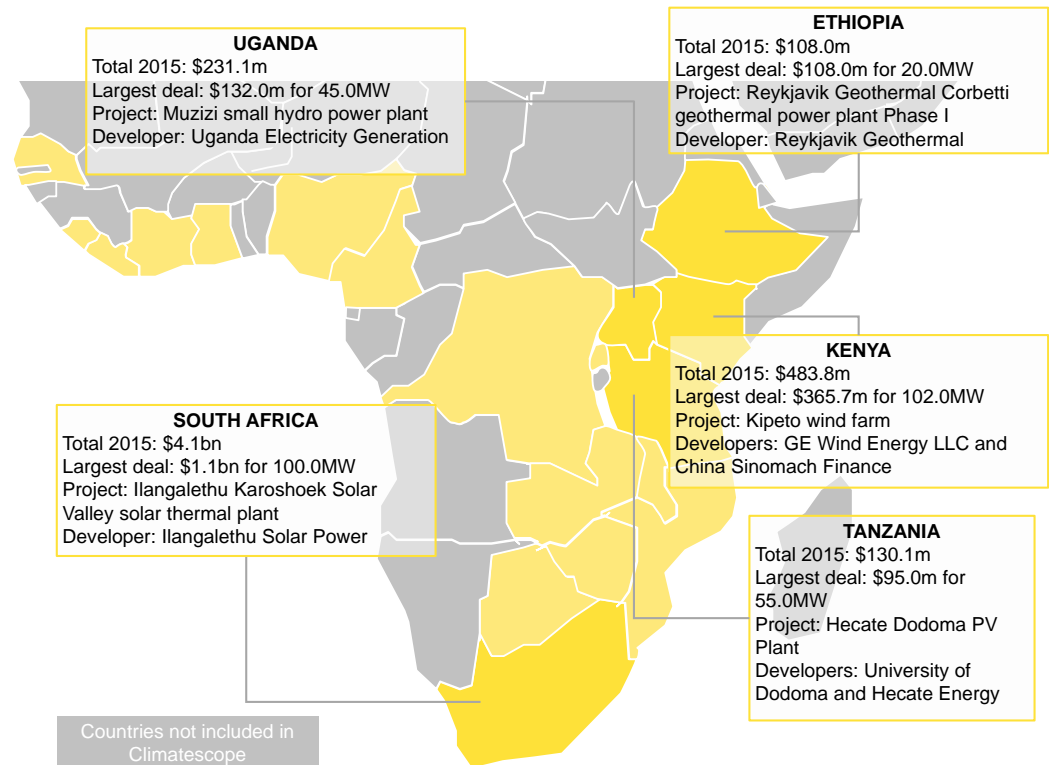 UGANDA
Total 2015: $231.1m
Largest deal: $132.0m for 45.0MW
Project: Muzizi small hydro power plant
Developer: Uganda Electricity Generation
ETHIOPIA
Total 2015: $108.0m
Largest deal: $108.0m for 20.0MW
Project: Reykjavik Geothermal Corbetti
geothermal power plant Phase I
Developer: Reykjavik Geothermal
KENYA
Total 2015: $483.8m
Largest deal: $365.7m for 102.0MW
Project: Kipeto wind farm
Developers: GE Wind Energy LLC and
China Sinomach Finance
SOUTH AFRICA
Total 2015: $4.1bn
Largest deal: $1.1bn for 100.0MW
Project: Ilangalethu Karoshoek Solar
Valley solar thermal plant
Developer: Ilangalethu Solar Power
TANZANIA
Total 2015: $130.1m
Largest deal: $95.0m for
55.0MW
Project: Hecate Dodoma PV
Plant
Developers: University of
Dodoma and Hecate Energy
Countries not included in
Climatescope